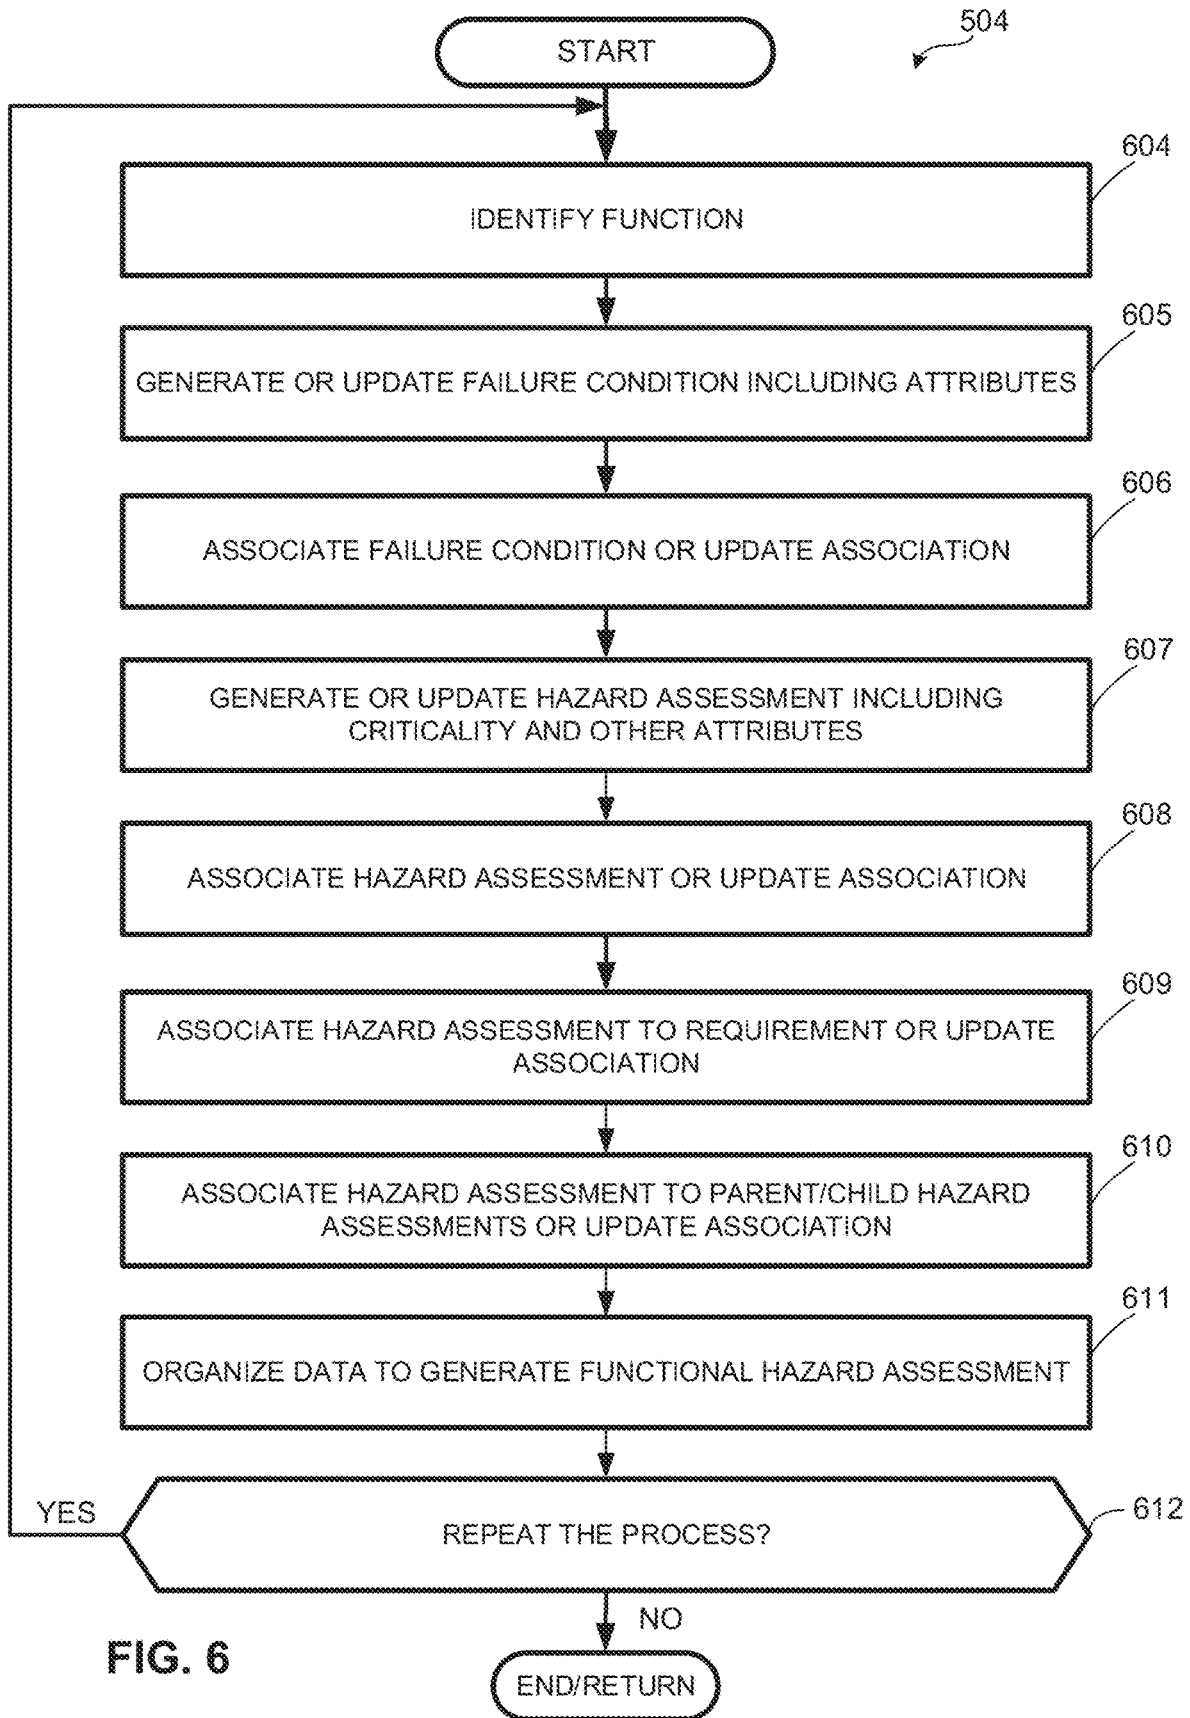 START
504
604
IDENTIFY FUNCTION
605
GENERATE OR UPDATE FAILURE CONDITION INCLUDING ATTRIBUTES
606
ASSOCIATE FAILURE CONDITION OR UPDATE ASSOCIATION
607
GENERATE OR UPDATE HAZARD ASSESSMENT INCLUDING
CRITICALITY AND OTHER ATTRIBUTES
608
ASSOCIATE HAZARD ASSESSMENT OR UPDATE ASSOCIATION
609
ASSOCIATE HAZARD ASSESSMENT TO REQUIREMENT OR UPDATE
ASSOCIATION
610
ASSOCIATE HAZARD ASSESSMENT TO PARENT/CHILD HAZARD
ASSESSMENTS OR UPDATE ASSOCIATION
611
ORGANIZE DATA TO GENERATE FUNCTIONAL HAZARD ASSESSMENT
YES
REPEAT THE PROCESS?
612
NO
FIG. 6
END/RETURN